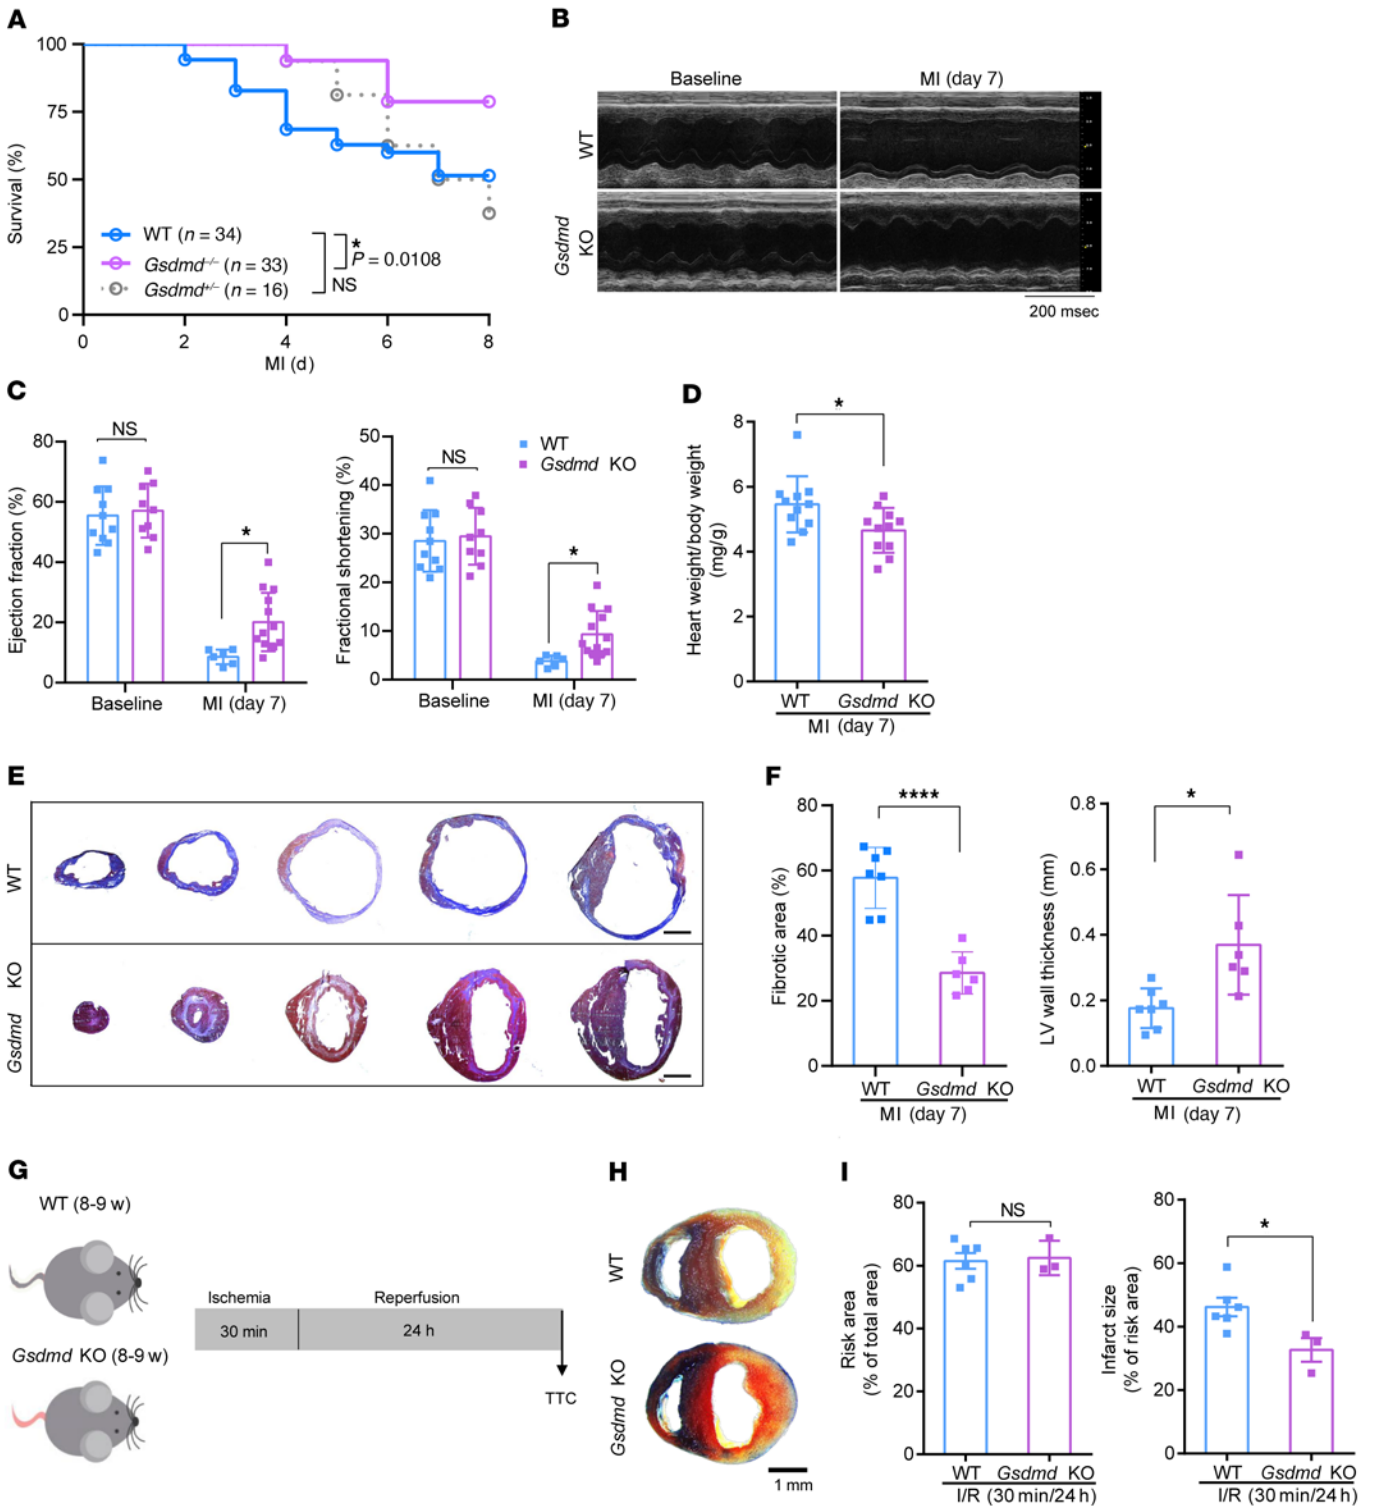 A
100
75
50
25
0
Survival (%)
0 2 4 6 8
MI (d)
WT (n = 34)
Gsdmd−/− (n = 33)
Gsdmd+/− (n = 16)
*
P = 0.0108
NS
B
Baseline MI (day 7)
WT
Gsdmd KO
200 msec
C
80
60
40
20
0
Ejection fraction (%)
NS
*
Baseline MI (day 7)
50
40
30
20
10
0
Fractional shortening (%)
NS
*
WT
Gsdmd KO
Baseline MI (day 7)
D
8
6
4
2
0
Heart weight/body weight
(mg/g)
*
WT Gsdmd KO
MI (day 7)
E
WT
Gsdmd KO
F
80
60
40
20
0
Fibrotic area (%)
****
WT Gsdmd KO
MI (day 7)
0.8
0.6
0.4
0.2
0.0
LV wall thickness (mm)
*
WT Gsdmd KO
MI (day 7)
G
WT (8-9 w)
Gsdmd KO (8-9 w)
Ischemia Reperfusion
30 min 24 h
TTC
H
WT
Gsdmd KO
1 mm
I
80
60
40
20
0
Risk area
(% of total area)
NS
WT Gsdmd KO
I/R (30 min/24 h)
80
60
40
20
0
Infarct size
(% of risk area)
*
WT Gsdmd KO
I/R (30 min/24 h)